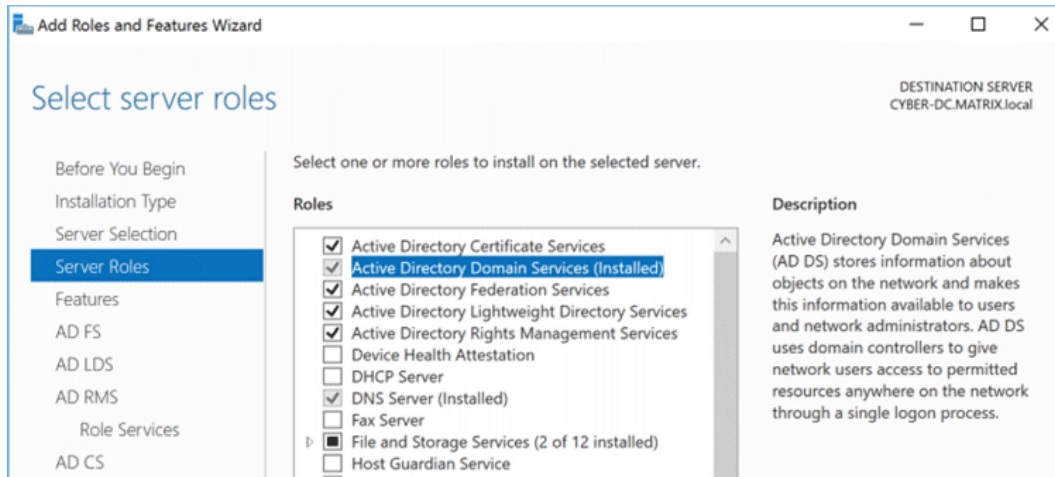 Add Roles and Features Wizard
Select server roles
DESTINATION SERVER
CYBER-DC.MATRIX.local
Before You Begin
Installation Type
Server Selection
Server Roles
Features
AD FS
AD LDS
AD RMS
Role Services
AD CS
Select one or more roles to install on the selected server.
Roles
Active Directory Certificate Services
Active Directory Domain Services (Installed)
Active Directory Federation Services
Active Directory Lightweight Directory Services
Active Directory Rights Management Services
Device Health Attestation
DHCP Server
DNS Server (Installed)
Fax Server
File and Storage Services (2 of 12 installed)
Host Guardian Service
Description
Active Directory Domain Services
(AD DS) stores information about
objects on the network and makes
this information available to users
and network administrators. AD DS
uses domain controllers to give
network users access to permitted
resources anywhere on the network
through a single logon process.